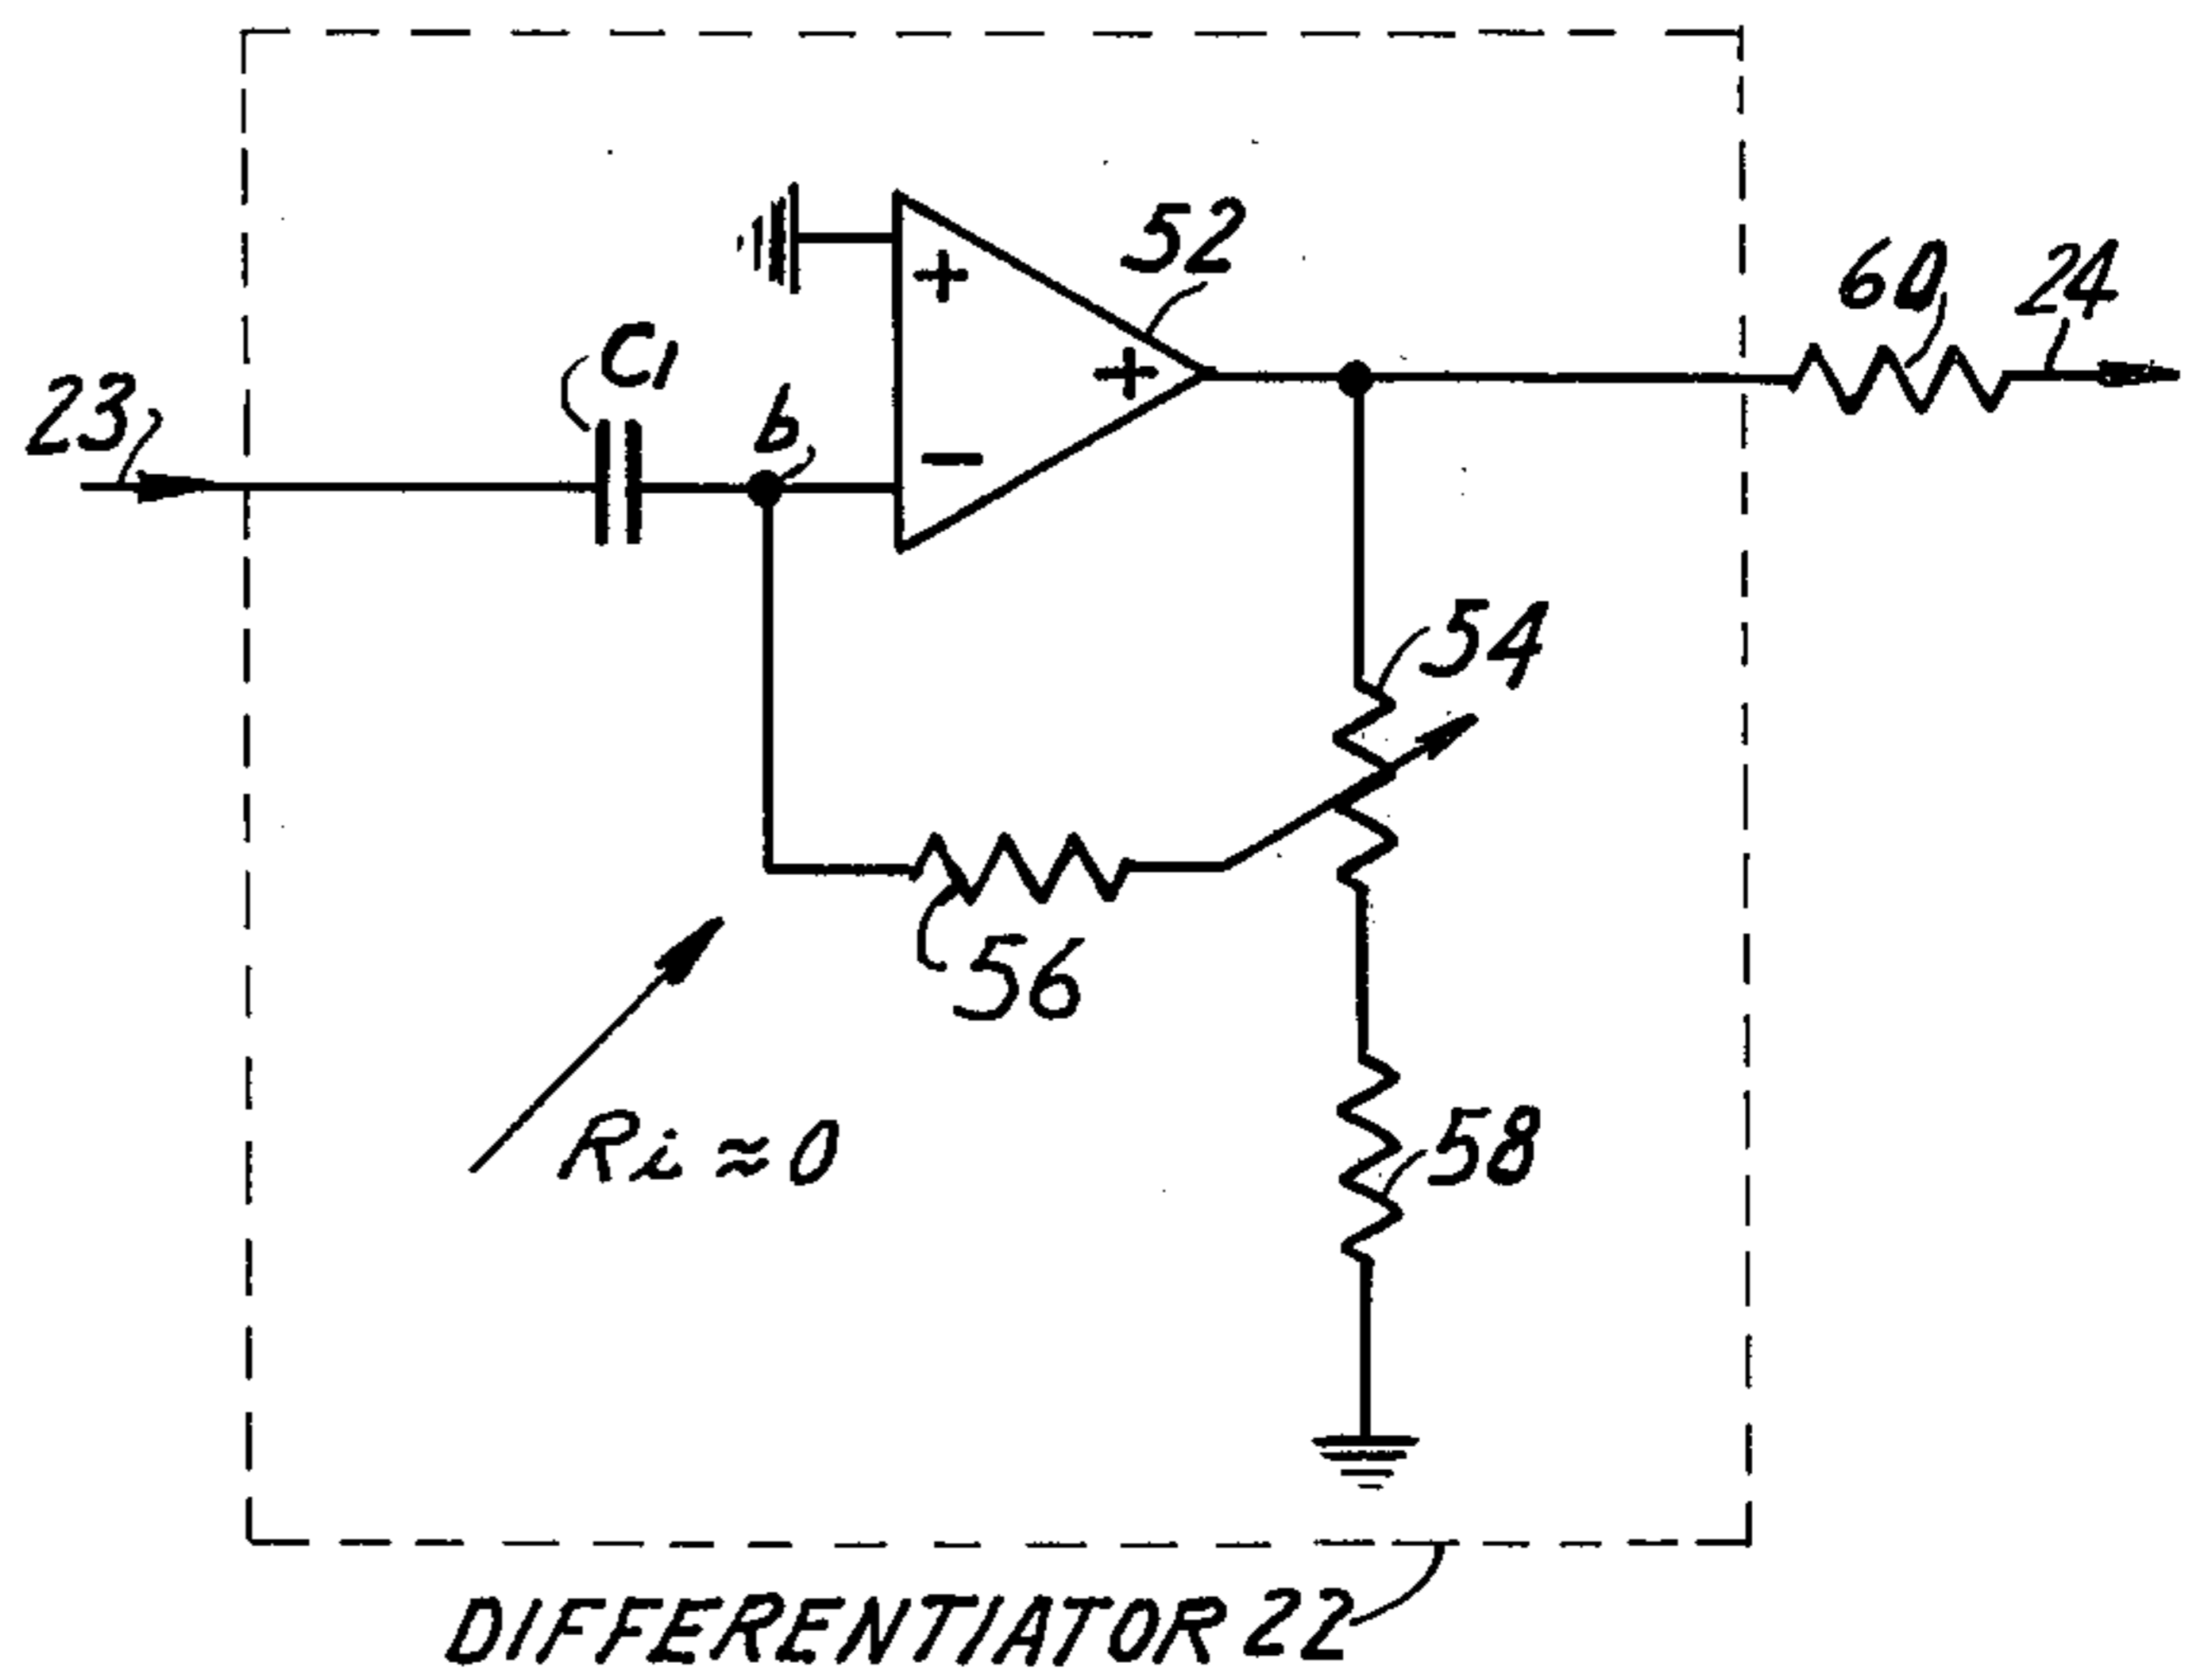 52
60
24
C1
23
b
+
+
-
54
56
Ri≈0
58
DIFFERENTIATOR 22